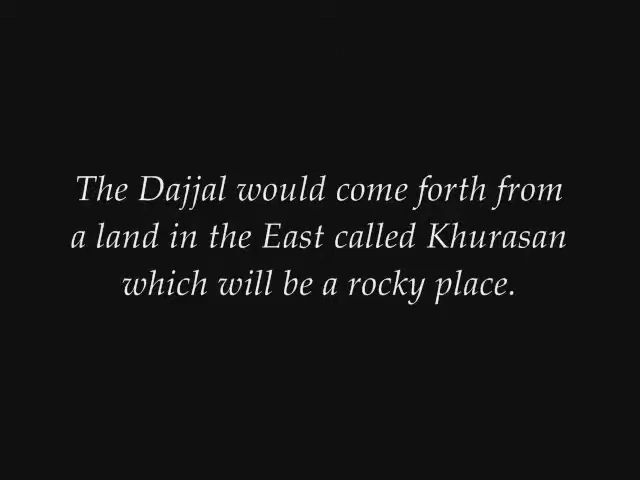 The Dajjal would come forth from
a land in the East called Khurasan
which will be a rocky place.